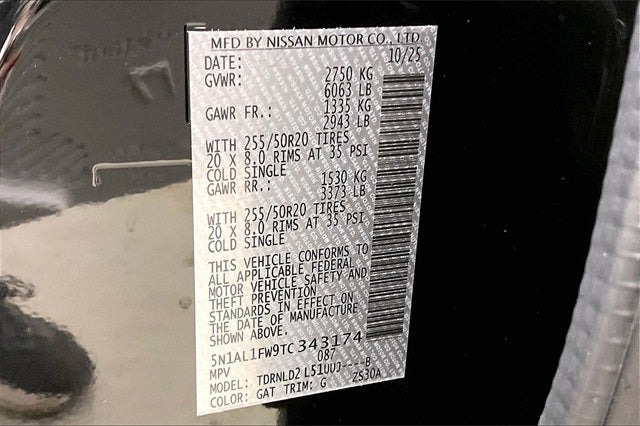 MFD BY NISSAN MOTOR CO., LTD.
DATE: 10/25
GVWR: 2750 KG
6063 LB
GAWR FR.: 1335 KG
2943 LB
WITH 255/50R20 TIRES
20 X 8.0 RIMS AT 35 PSI
COLD SINGLE
GAWR RR.: 1530 KG
3373 LB
WITH 255/50R20 TIRES
20 X 8.0 RIMS AT 35 PSI
COLD SINGLE
THIS VEHICLE CONFORMS TO
ALL APPLICABLE FEDERAL
MOTOR VEHICLE SAFETY AND
THEFT PREVENTION
STANDARDS IN EFFECT ON
THE DATE OF MANUFACTURE
SHOWN ABOVE.
5N1AL1FW9TC343174
087
MPV
MODEL: TDRNLD2 L51UUJ----B
COLOR: GAT TRIM: G ZS30A